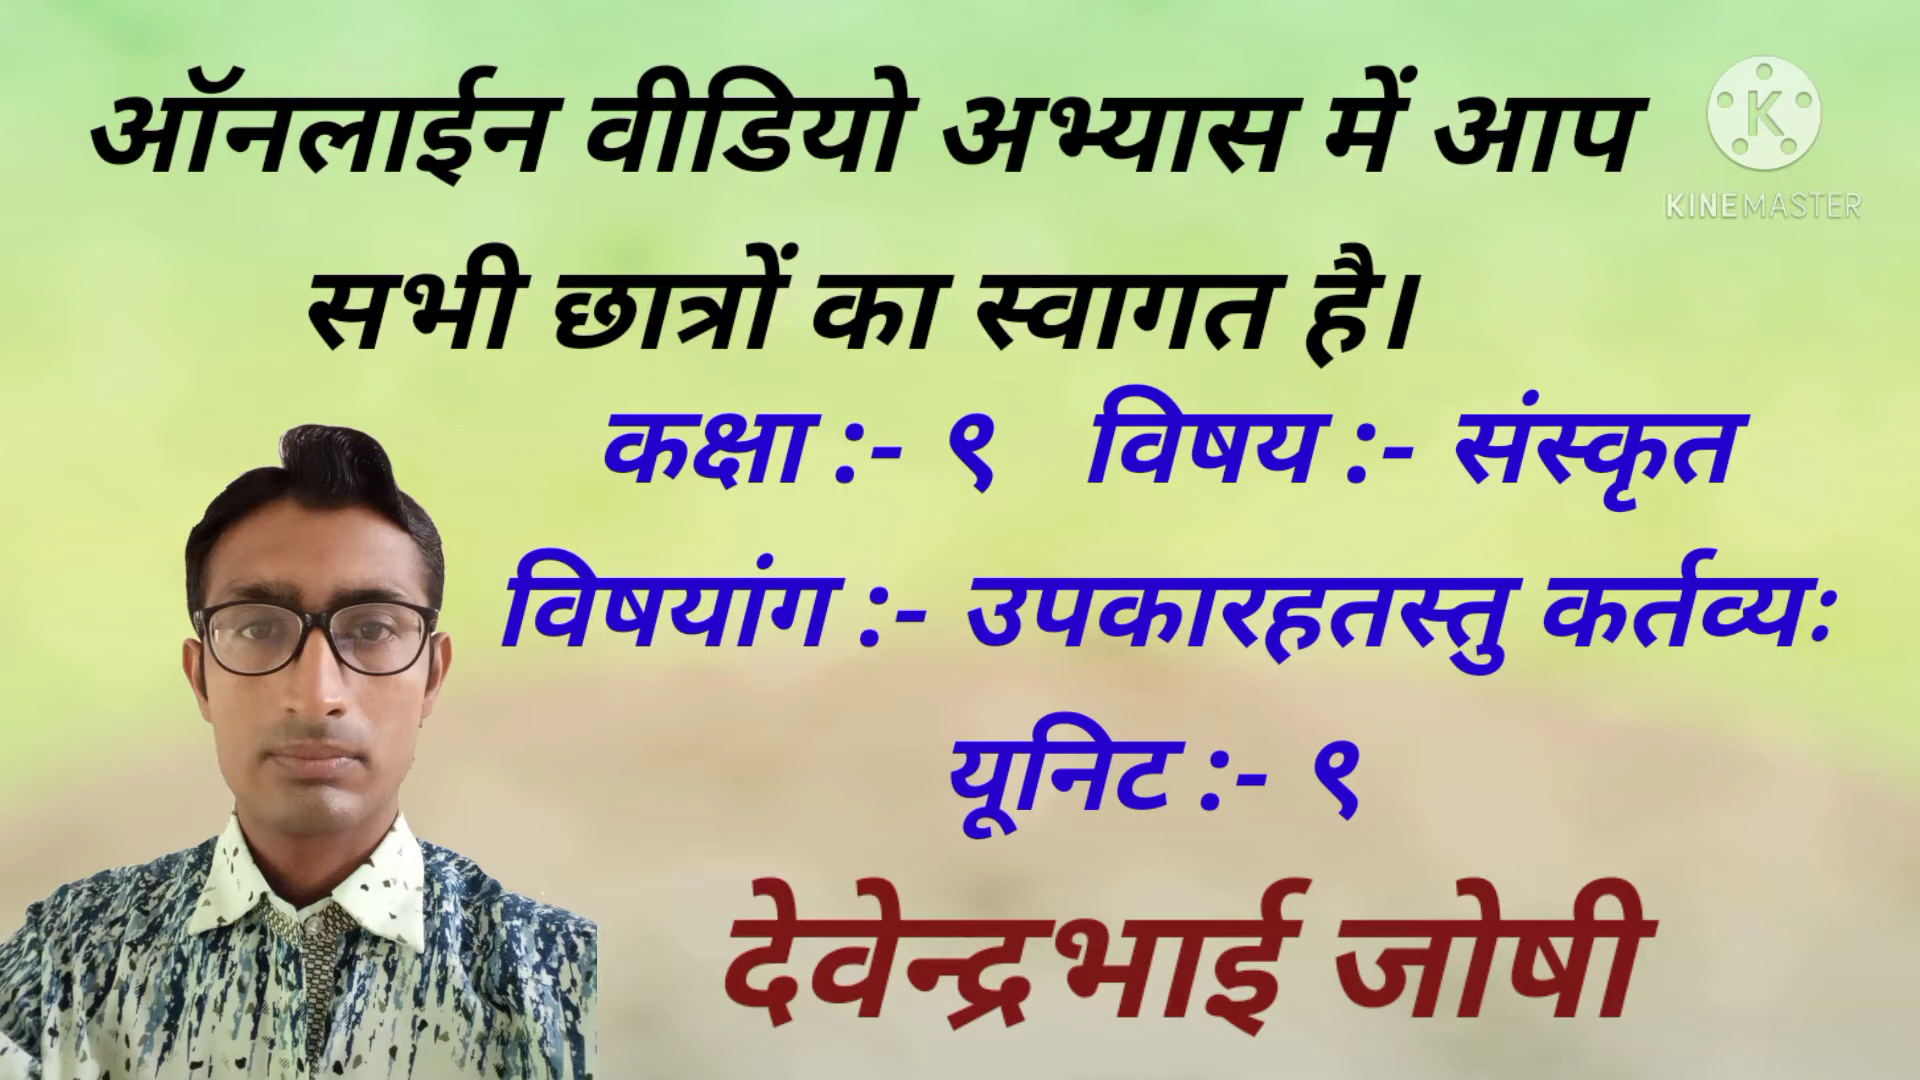 ऑनलाईन वीडियो अभ्यास में आप
K
KINEMASTER
सभी छात्रों का स्वागत है।
कक्षा :- ९ विषय :- संस्कृत
विषयांग :- उपकारहतस्तु कर्तव्यः
यूनिट :- ९
देवेन्द्रभाई जोषी